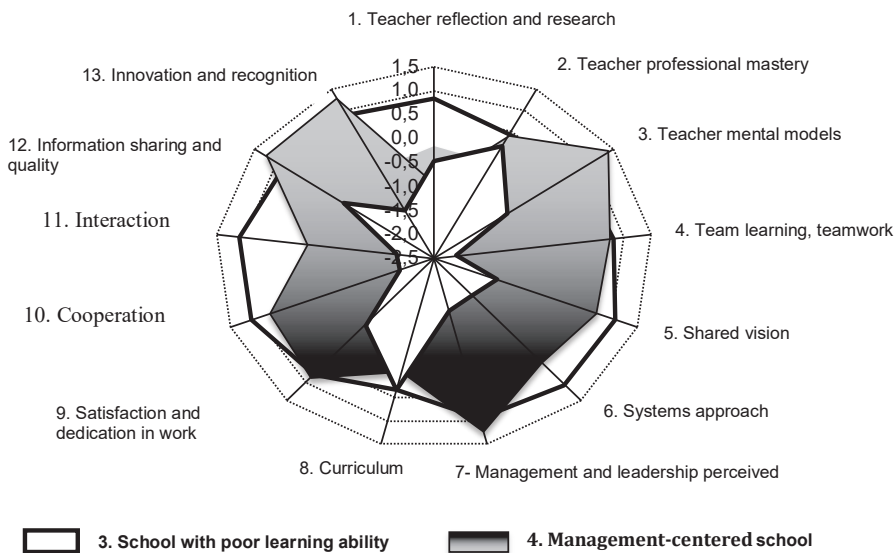 1. Teacher reflection and research
2. Teacher professional mastery
3. Teacher mental models
4. Team learning, teamwork
5. Shared vision
6. Systems approach
7- Management and leadership perceived
8. Curriculum
9. Satisfaction and
dedication in work
10. Cooperation
11. Interaction
12. Information sharing and
quality
13. Innovation and recognition
1,5
1,0
0,5
0,0
-0,5
-1,0
-1,5
-2,0
-2,5
3. School with poor learning ability
4. Management-centered school